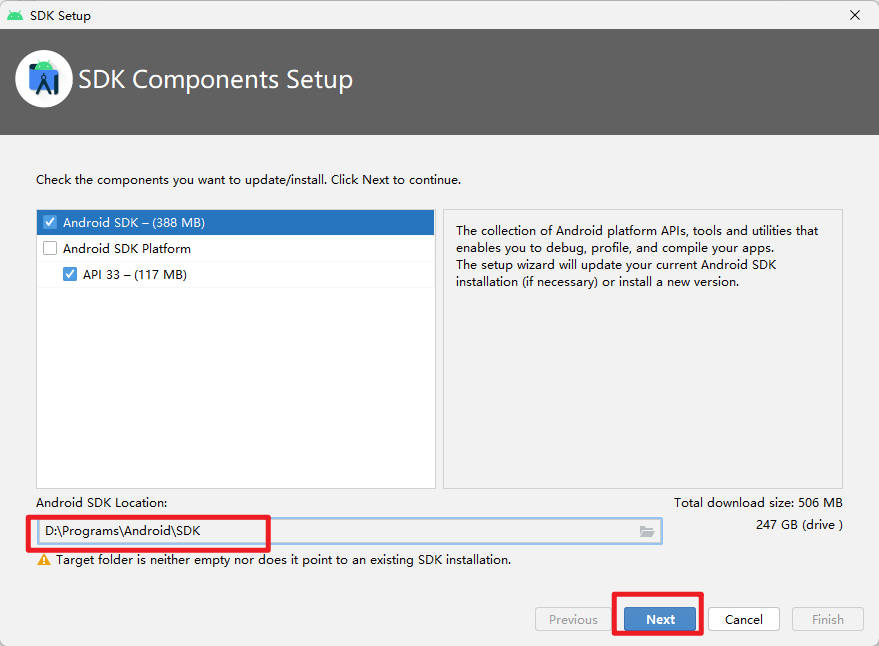 SDK Setup
SDK Components Setup
Check the components you want to update/install. Click Next to continue.
Android SDK – (388 MB)
Android SDK Platform
API 33 – (117 MB)
The collection of Android platform APIs, tools and utilities that
enables you to debug, profile, and compile your apps.
The setup wizard will update your current Android SDK
installation (if necessary) or install a new version.
Android SDK Location:
Total download size: 506 MB
D:\Programs\Android\SDK
247 GB (drive )
Target folder is neither empty nor does it point to an existing SDK installation.
Previous
Next
Cancel
Finish